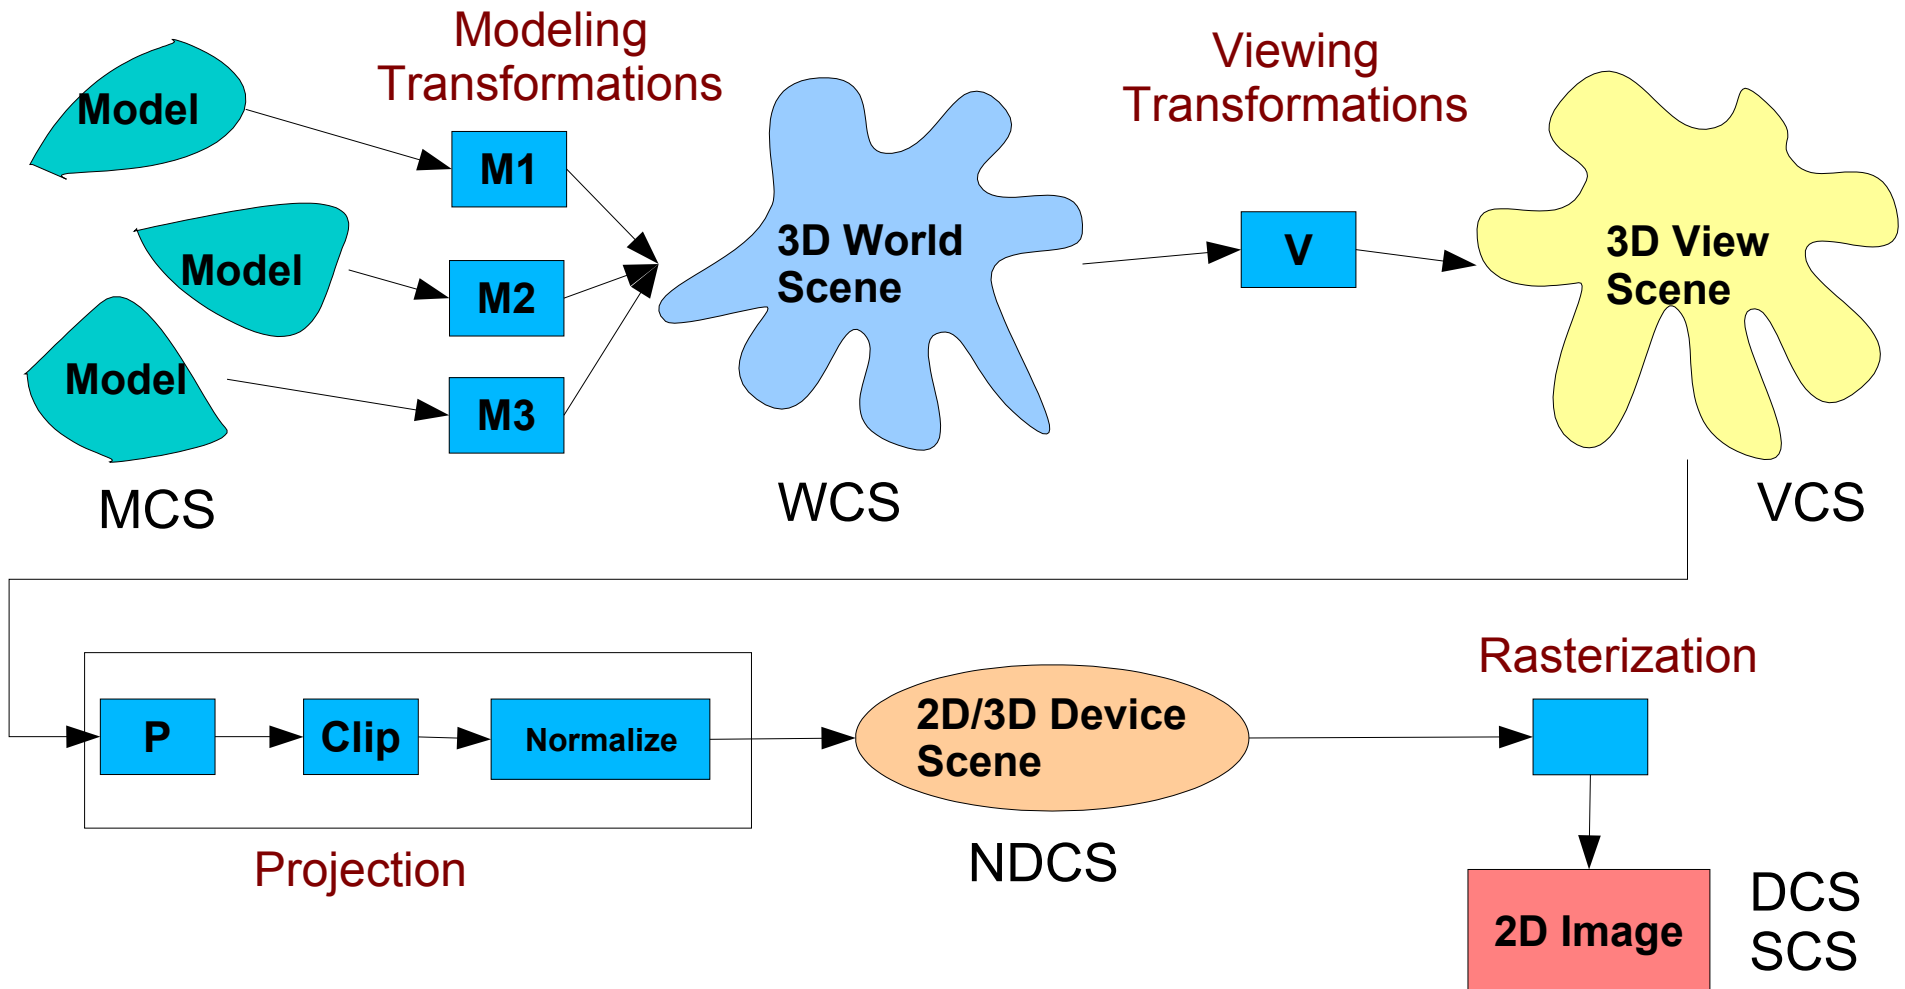 Modeling
Transformations
Viewing
Transformations
Model
M1
Model
M2
Model
M3
3D World
Scene
V
3D View
Scene
MCS
WCS
VCS
P
Clip
Normalize
Projection
2D/3D Device
Scene
NDCS
Rasterization
2D Image
DCS
SCS